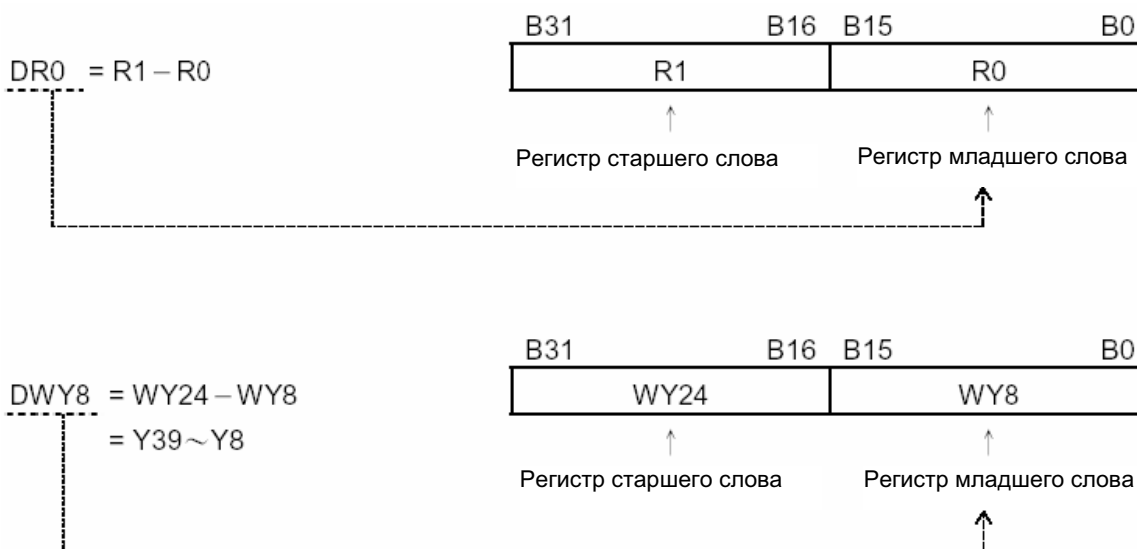 B31 B16 B15 B0
DR0 = R1 – R0 R1 R0
↑ ↑
Регистр старшего слова Регистр младшего слова
B31 B16 B15 B0
DWY8 = WY24 – WY8 WY24 WY8
= Y39～Y8
↑ ↑
Регистр старшего слова Регистр младшего слова